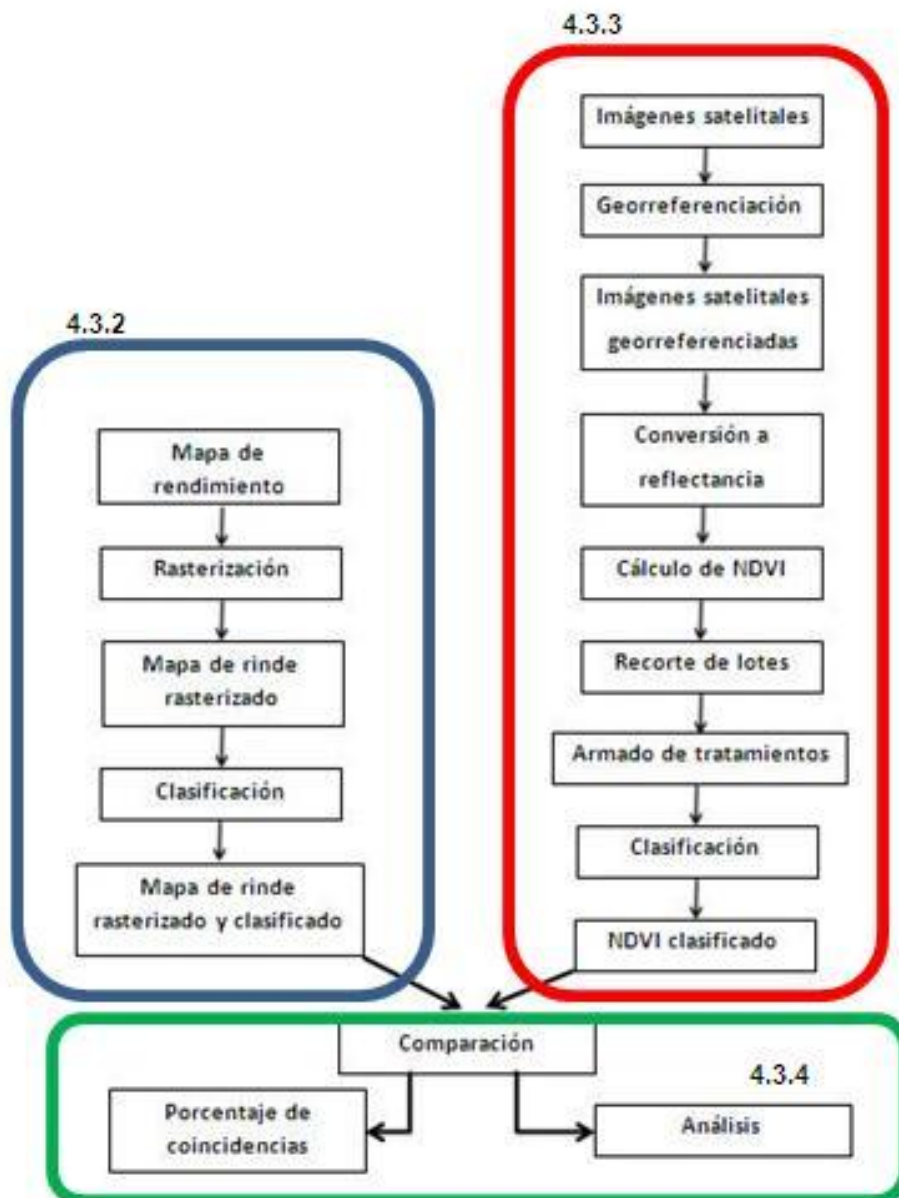 4.3.3
Imágenes satelitales
Georreferenciación
Imágenes satelitales
georreferenciadas
Conversión a
reflectancia
Cálculo de NDVI
Recorte de lotes
Armado de tratamientos
Clasificación
NDVI clasificado
4.3.2
Mapa de
rendimiento
Rasterización
Mapa de rinde
rasterizado
Clasificación
Mapa de rinde
rasterizado y clasificado
Comparación
4.3.4
Porcentaje de
coincidencias
Análisis